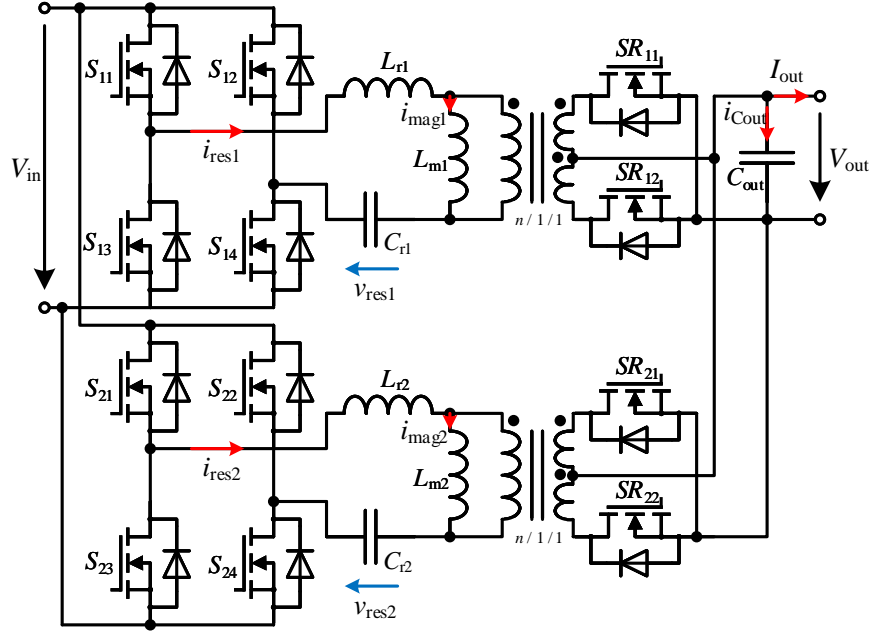 S11
S12
Lr1
SR11
Iout
imag1
iCout
ires1
Lm1
Vin
Cout
Vout
SR12
S13
S14
Cr1
n / 1 / 1
vres1
S21
S22
Lr2
SR21
imag2
ires2
Lm2
SR22
S23
S24
Cr2
n / 1 / 1
vres2